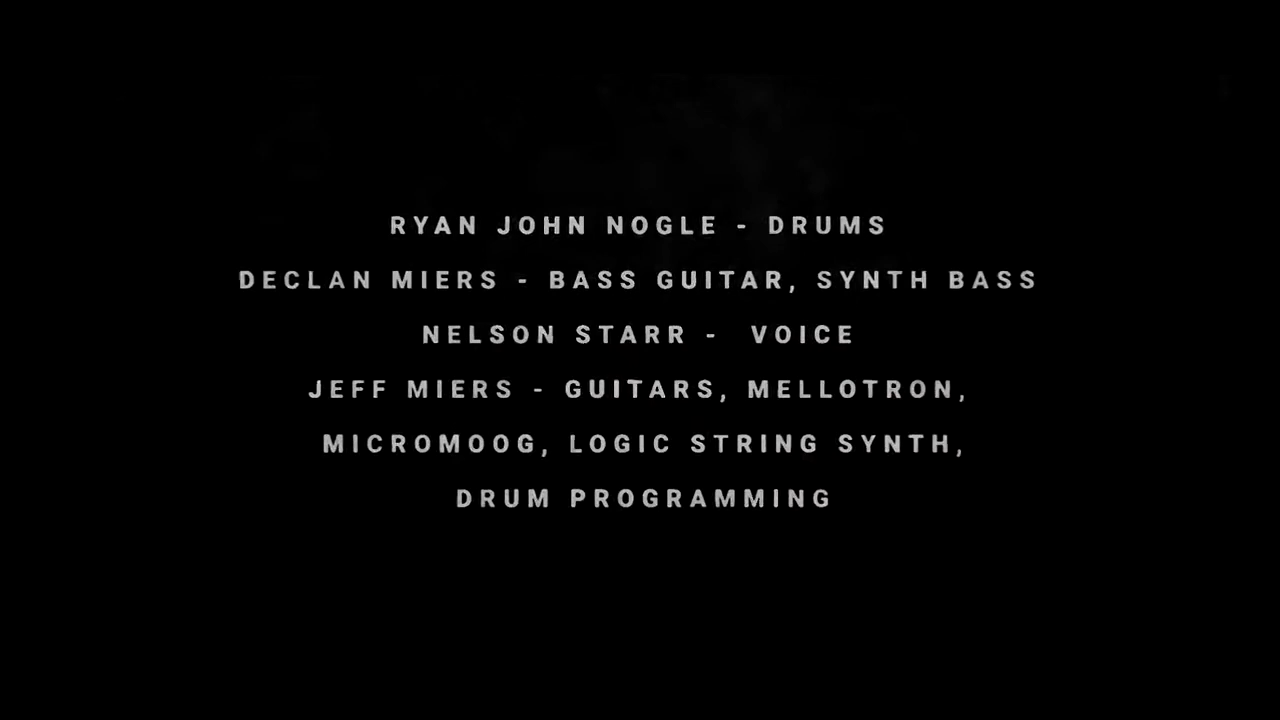 RYAN JOHN NOGLE - DRUMS
DECLAN MIERS - BASS GUITAR, SYNTH BASS
NELSON STARR -  VOICE
JEFF MIERS - GUITARS, MELLOTRON,
MICROMOOG, LOGIC STRING SYNTH,
DRUM PROGRAMMING